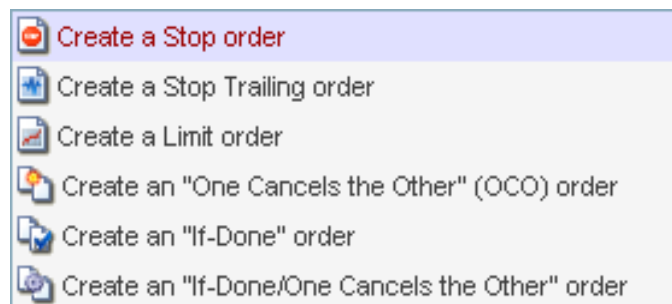 Create a Stop order
Create a Stop Trailing order
Create a Limit order
Create an "One Cancels the Other" (OCO) order
Create an "If-Done" order
Create an "If-Done/One Cancels the Other" order